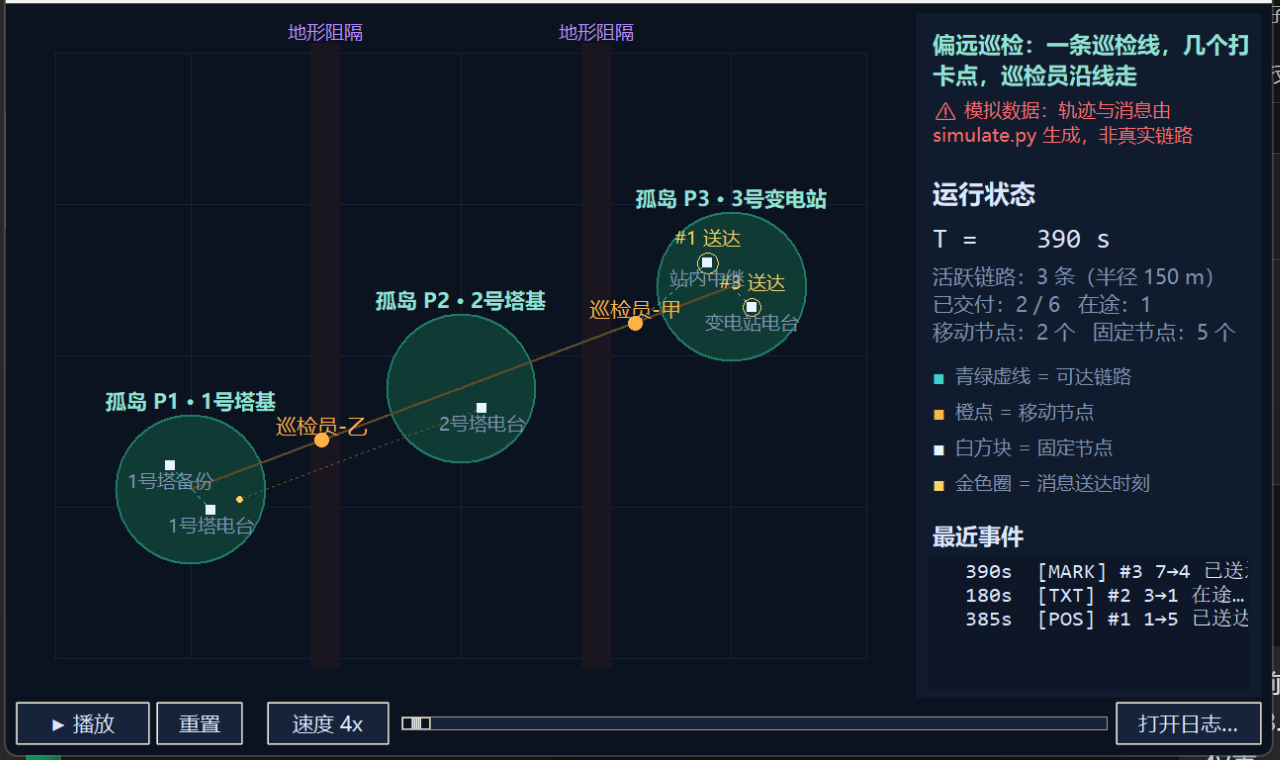 地形阻隔
地形阻隔
孤岛 P3·3号变电站
#1 送达
站内中继
#3 送达
变电站电台
巡检员-甲
孤岛 P2·2号塔基
2号塔电台
孤岛 P1·1号塔基
巡检员-乙
1号塔备份
1号塔电台
偏远巡检：一条巡检线，几个打
卡点，巡检员沿线走
⚠ 模拟数据：轨迹与消息由
simulate.py 生成，非真实链路
运行状态
T = 390 s
活跃链路：3 条（半径 150 m）
已交付：2 / 6 在途：1
移动节点：2 个 固定节点：5 个
青绿虚线 = 可达链路
橙点 = 移动节点
白方块 = 固定节点
金色圈 = 消息送达时刻
最近事件
390s [MARK] #3 7→4 已送
180s [TXT] #2 3→1 在途…
385s [POS] #1 1→5 已送达
► 播放
重置
速度 4x
打开日志...